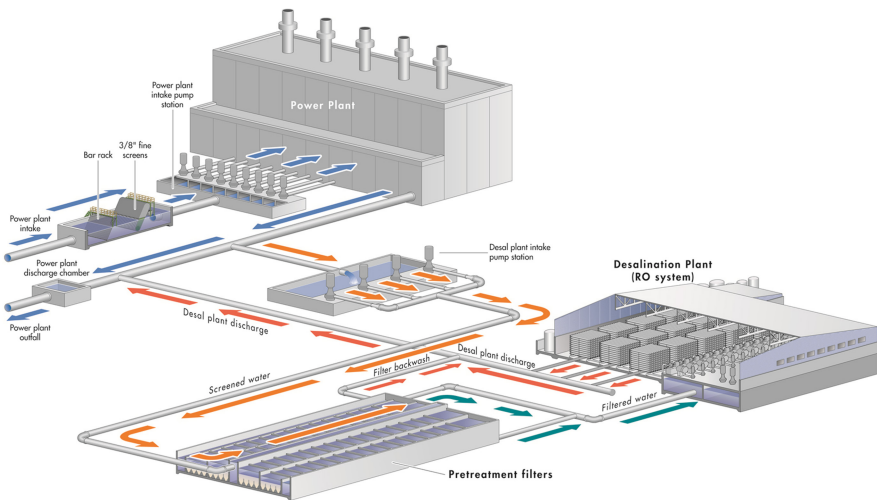 Power plant
intake pump
station
Power Plant
3/8" fine
screens
Bar rack
Power plant
intake
Power plant
discharge chamber
Desal plant intake
pump station
Desalination Plant
(RO system)
Power plant
outfall
Desal plant discharge
Screened water
Filter backwash
Desal plant discharge
Filtered water
Pretreatment filters